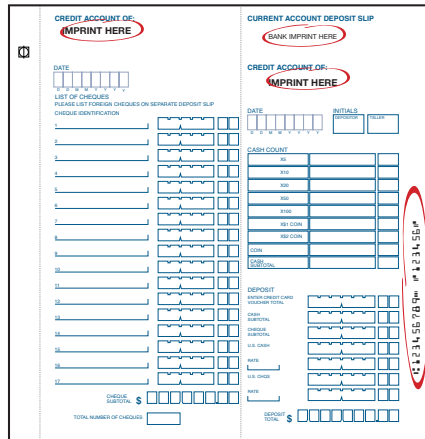 CREDIT ACCOUNT OF:
IMPRINT HERE
DATE
D D M M Y Y Y Y
LIST OF CHEQUES
PLEASE LIST FOREIGN CHEQUES ON SEPARATE DEPOSIT SLIP
CHEQUE IDENTIFICATION
1
2
3
4
5
6
7
8
9
10
11
12
13
14
15
16
17
CHEQUE
SUBTOTAL $
TOTAL NUMBER OF CHEQUES
CURRENT ACCOUNT DEPOSIT SLIP
BANK IMPRINT HERE
CREDIT ACCOUNT OF:
IMPRINT HERE
DATE
D D M M Y Y Y Y
INITIALS
DEPOSITOR TELLER
CASH COUNT
X5
X10
X20
X50
X100
X$1 COIN
X$2 COIN
COIN
CASH
SUBTOTAL
DEPOSIT
ENTER CREDIT CARD
VOUCHER TOTAL
CASH
SUBTOTAL
CHEQUE
SUBTOTAL
U.S. CASH
RATE
U.S. CHQS
RATE
DEPOSIT
TOTAL $